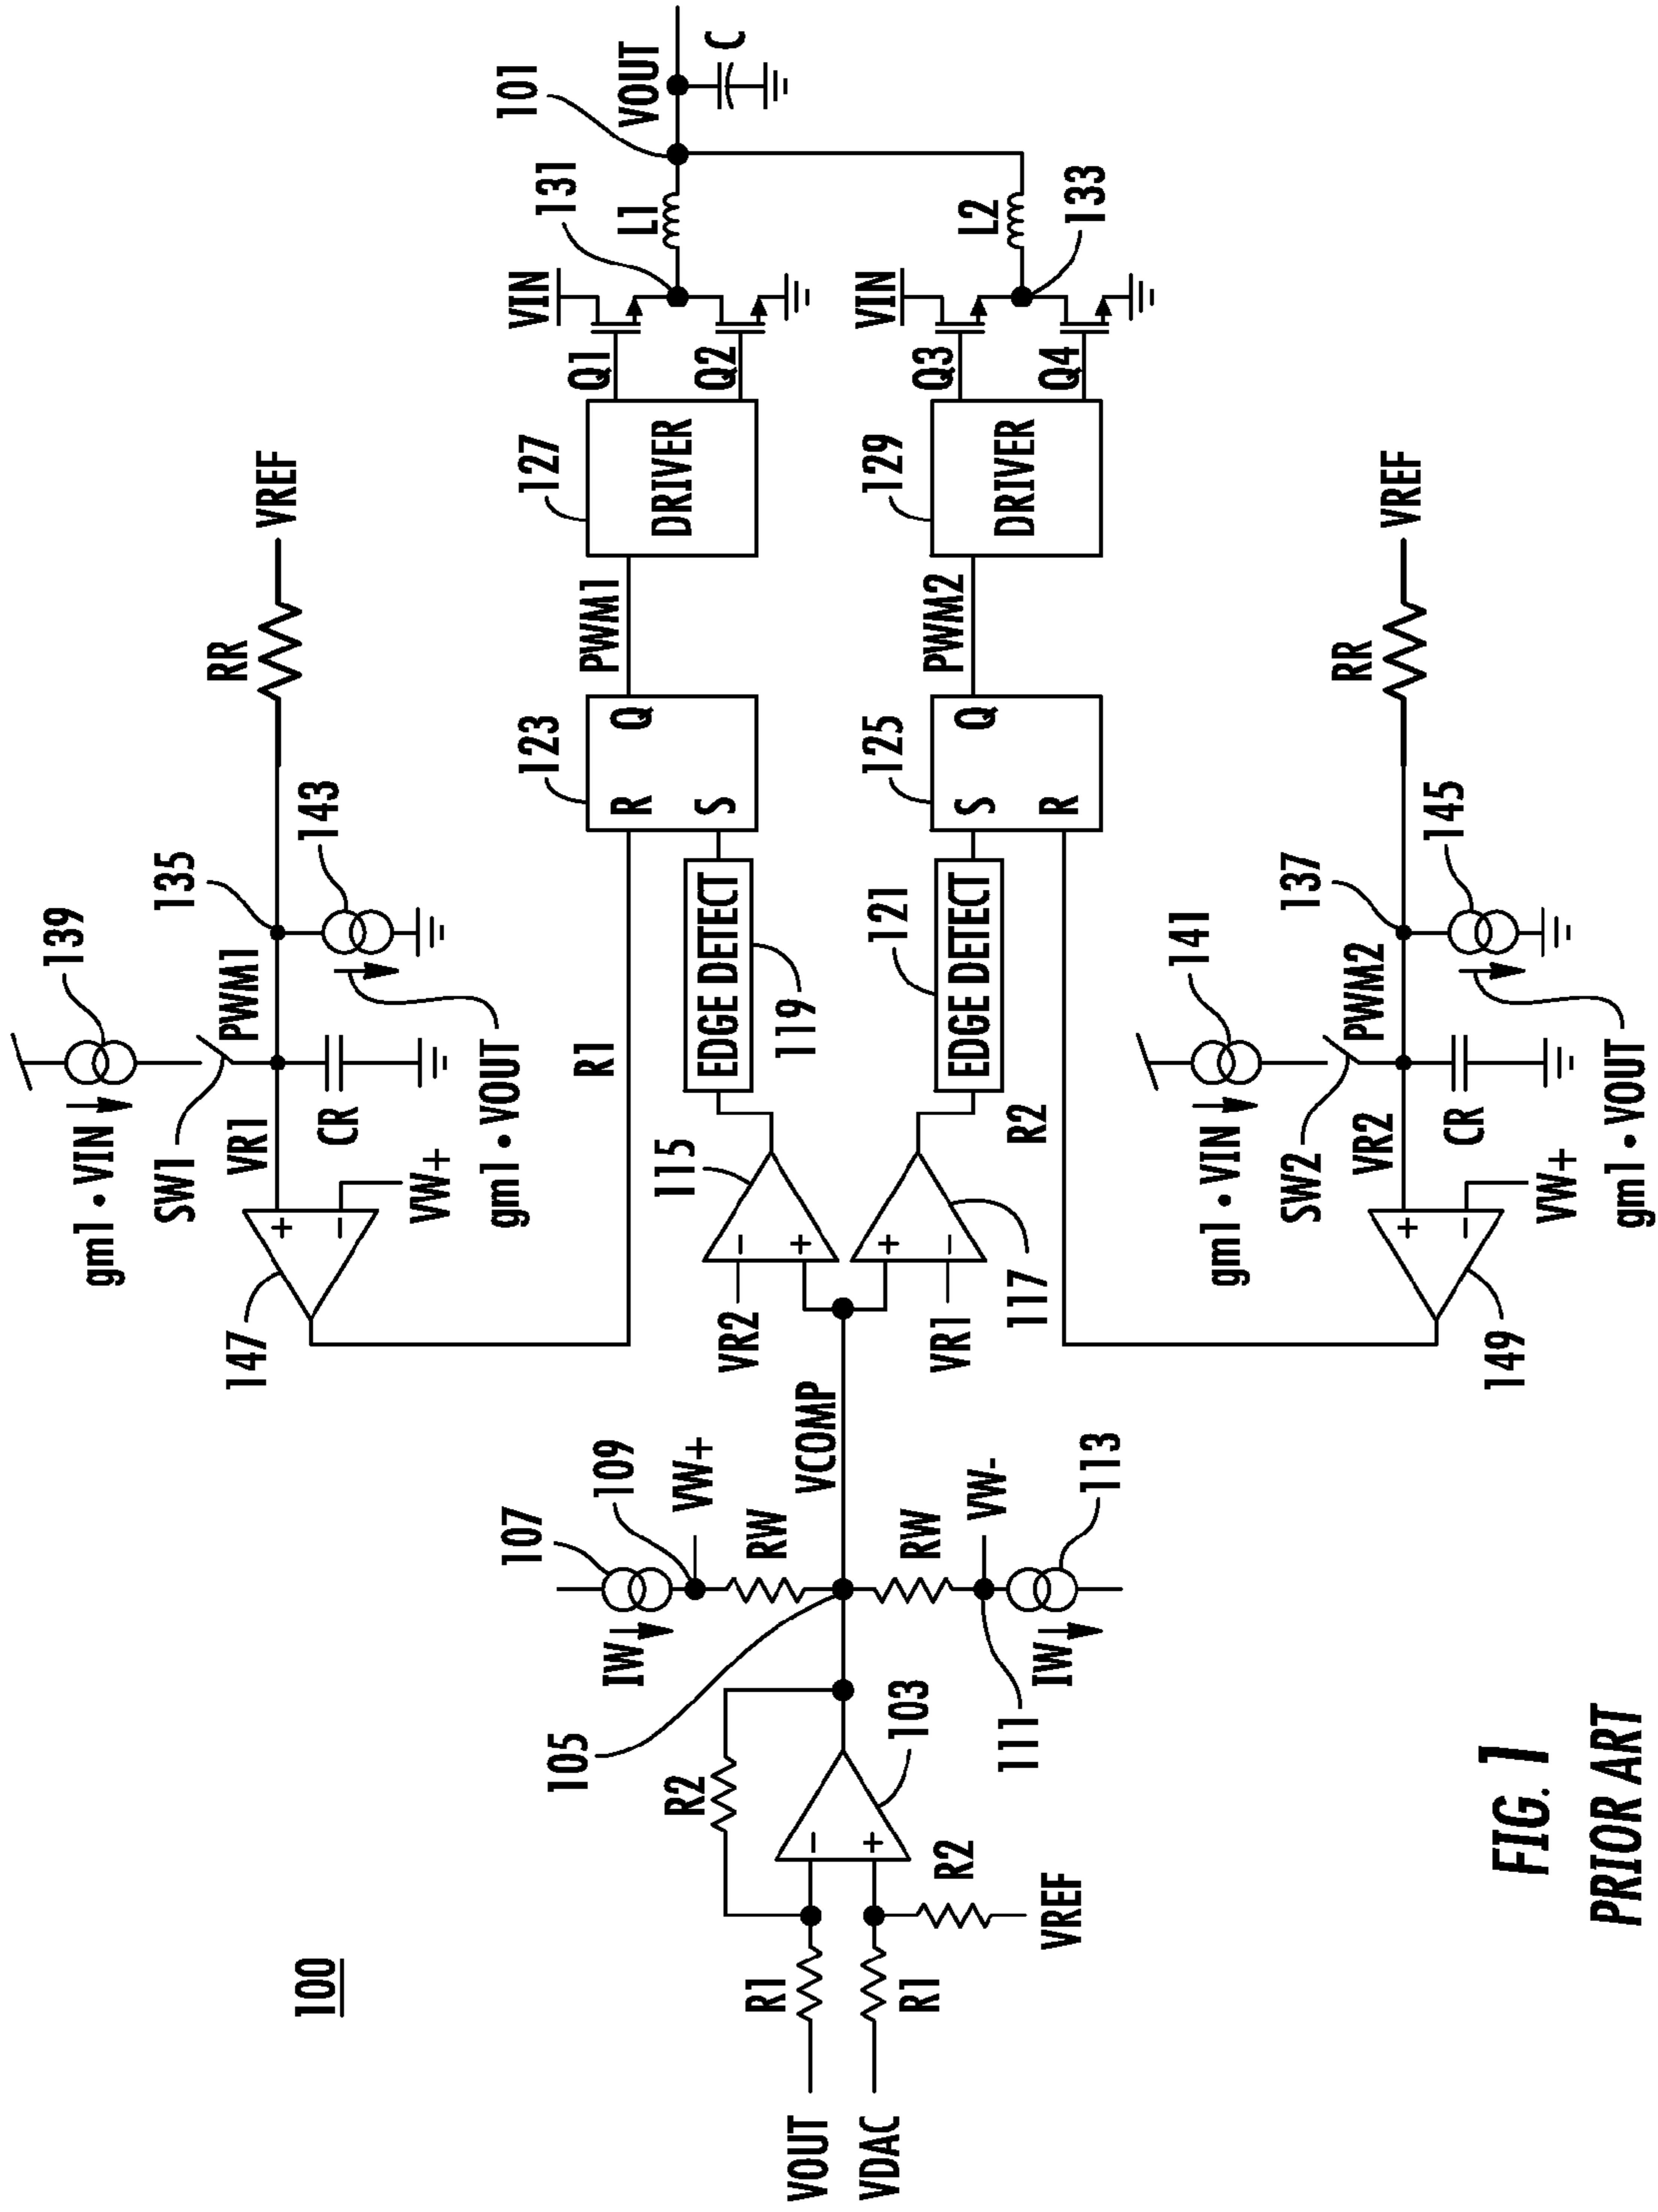 100
139
gm1•VIN
SW1
PWM1
135
VR1
CR
143
gm1•VOUT
RR
VREF
147
+
−
VW+
R1
VOUT
R1
VDAC
R1
R2
R2
VREF
−
+
103
105
107
IW
109
VW+
RW
VCOMP
RW
VW-
111
IW
113
VR2
−
+
115
+
−
VR1
117
EDGE DETECT
119
121
EDGE DETECT
R2
123
R
S
Q
PWM1
127
DRIVER
Q1
Q2
VIN
131
L1
101
VOUT
C
125
S
R
Q
PWM2
129
DRIVER
Q3
Q4
VIN
133
L2
141
gm1•VIN
SW2
PWM2
137
VR2
CR
145
gm1•VOUT
RR
VREF
149
+
−
VW+
FIG. 1
PRIOR ART